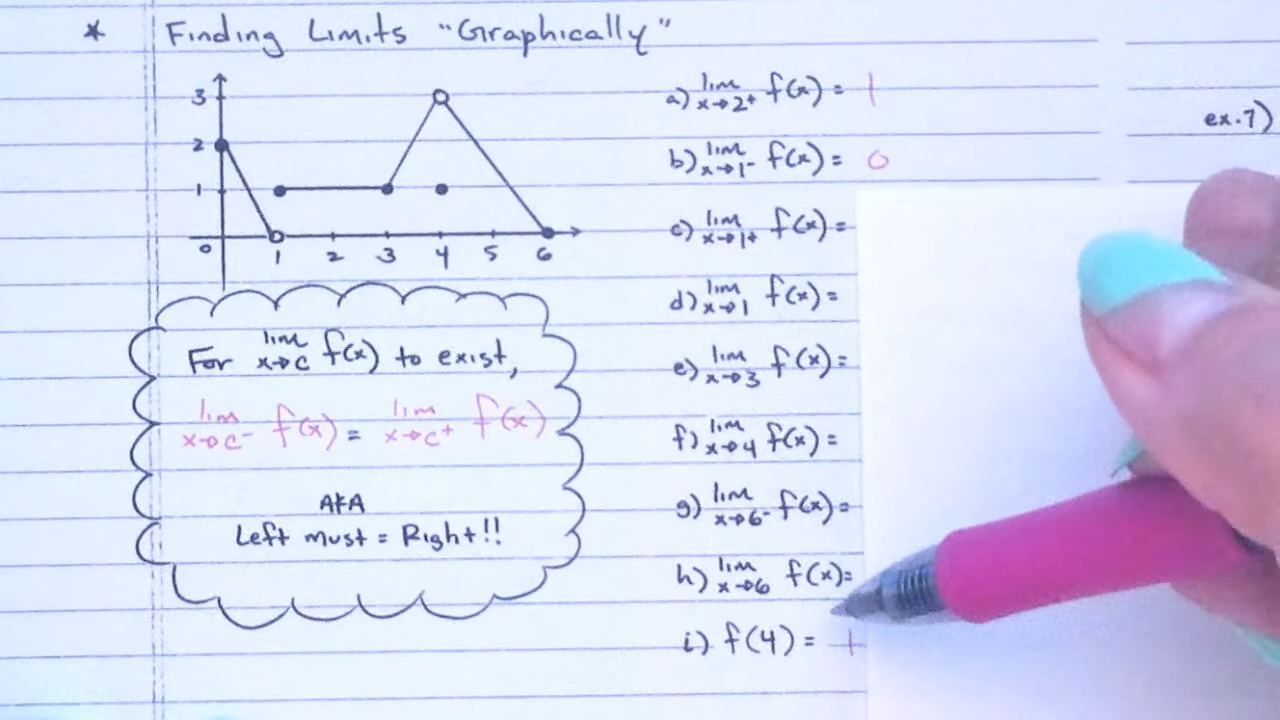 * Finding Limits "Graphically"
3
2
1
0 1 2 3 4 5 6
a) lim x→2⁺ f(x) = 1
b) lim x→1⁻ f(x) = 0
c) lim x→1⁺ f(x) =
d) lim x→1 f(x) =
e) lim x→3 f(x) =
f) lim x→4 f(x) =
g) lim x→6⁻ f(x) =
h) lim x→6 f(x) =
i) f(4) = 1
ex.7)
For lim x→c f(x) to exist,
lim x→c⁻ f(x) = lim x→c⁺ f(x)
AKA
Left must = Right!!